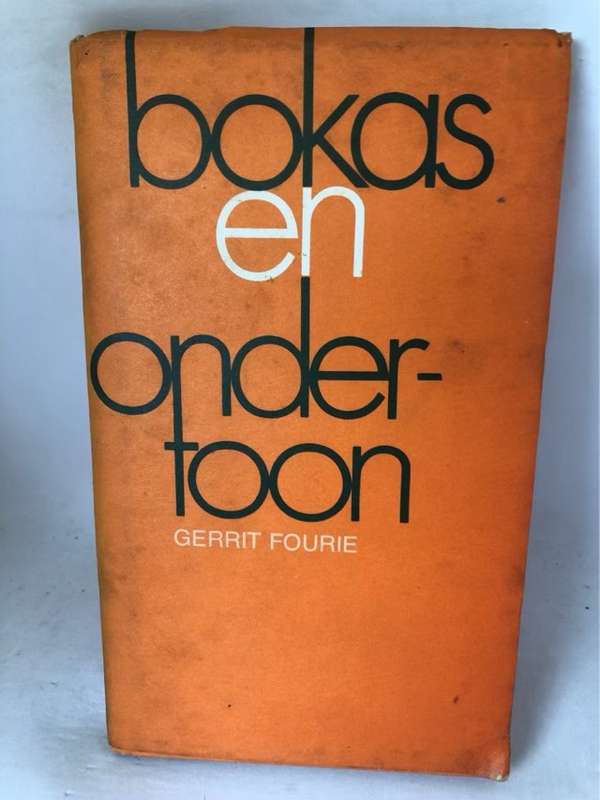 bokas
en
onder-
toon
GERRIT FOURIE